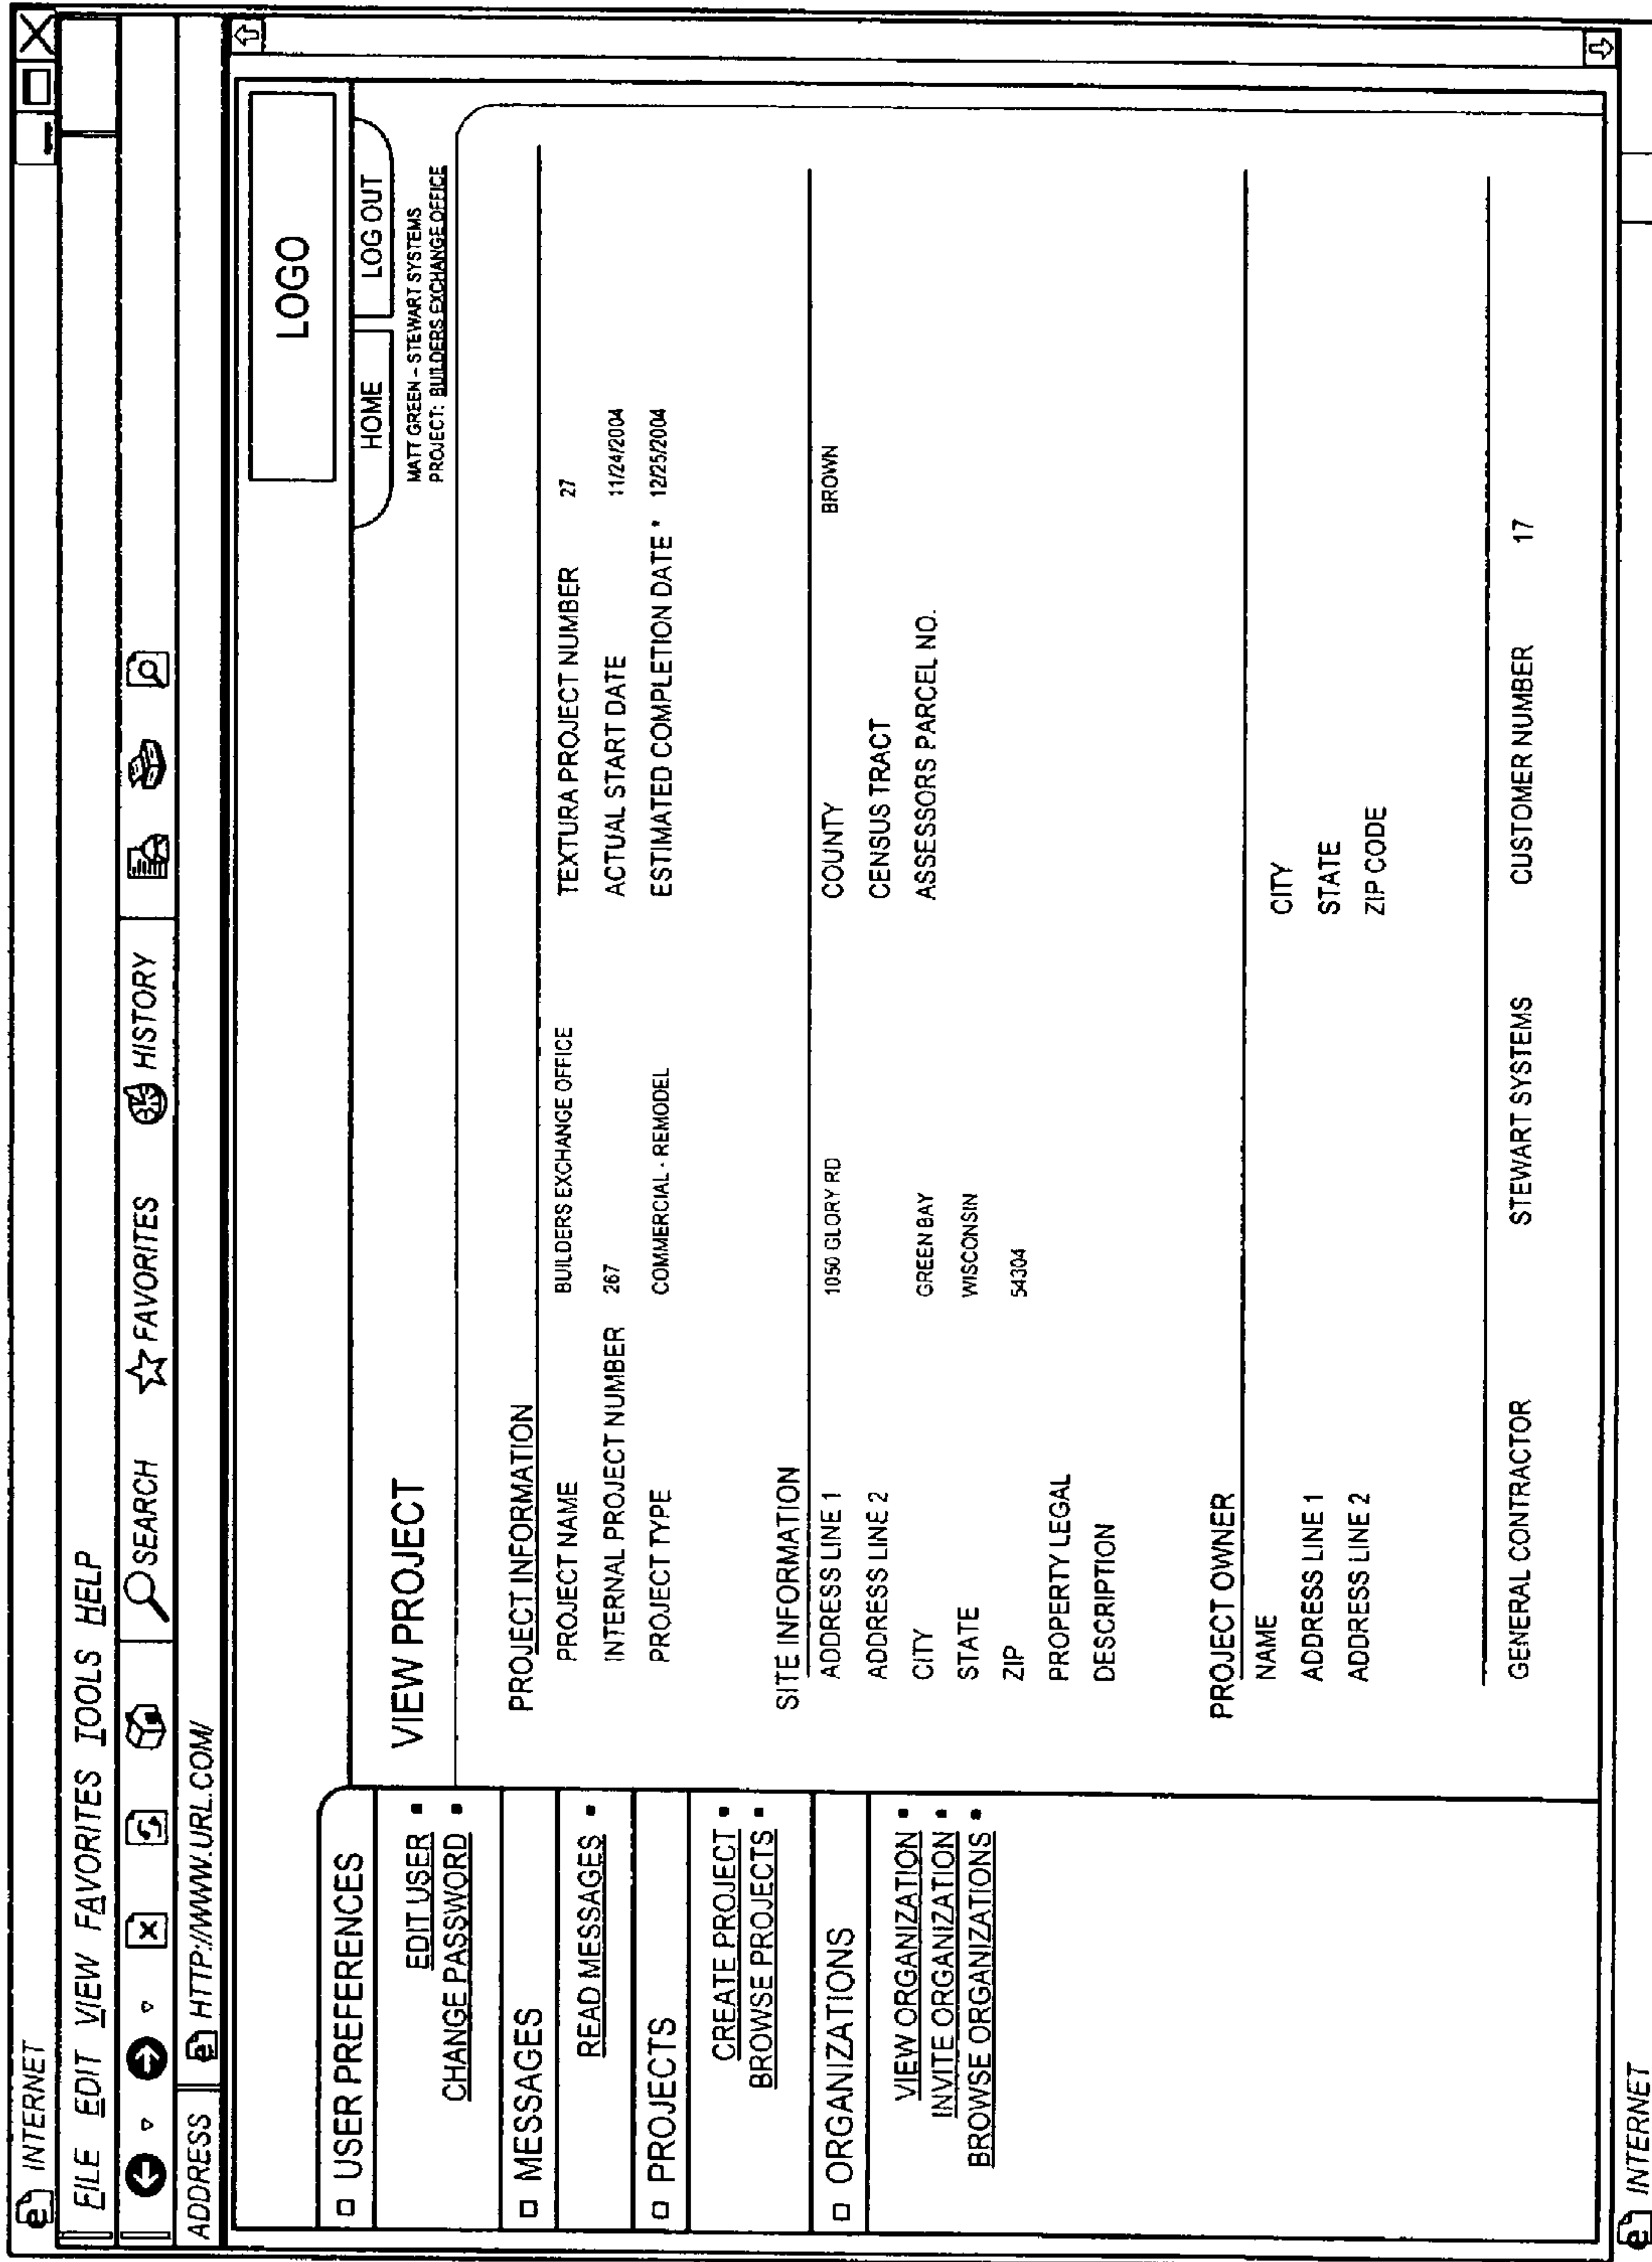 INTERNET
FILE EDIT VIEW FAVORITES TOOLS HELP
SEARCH FAVORITES HISTORY
ADDRESS HTTP://WWW.URL.COM/
LOGO
HOME LOG OUT
USER PREFERENCES
EDIT USER
CHANGE PASSWORD
MESSAGES
READ MESSAGES
PROJECTS
CREATE PROJECT
BROWSE PROJECTS
ORGANIZATIONS
VIEW ORGANIZATION
INVITE ORGANIZATION
BROWSE ORGANIZATIONS
VIEW PROJECT
MATT GREEN – STEWART SYSTEMS
PROJECT: BUILDERS EXCHANGE OFFICE
PROJECT INFORMATION
PROJECT NAME BUILDERS EXCHANGE OFFICE TEXTURA PROJECT NUMBER 27
INTERNAL PROJECT NUMBER 267 ACTUAL START DATE 11/24/2004
PROJECT TYPE COMMERCIAL - REMODEL ESTIMATED COMPLETION DATE * 12/25/2004
SITE INFORMATION
ADDRESS LINE 1 1050 GLORY RD COUNTY BROWN
ADDRESS LINE 2 CENSUS TRACT
CITY GREEN BAY ASSESSORS PARCEL NO.
STATE WISCONSIN
ZIP 54304
PROPERTY LEGAL
DESCRIPTION
PROJECT OWNER
NAME CITY
ADDRESS LINE 1 STATE
ADDRESS LINE 2 ZIP CODE
GENERAL CONTRACTOR STEWART SYSTEMS CUSTOMER NUMBER 17
INTERNET